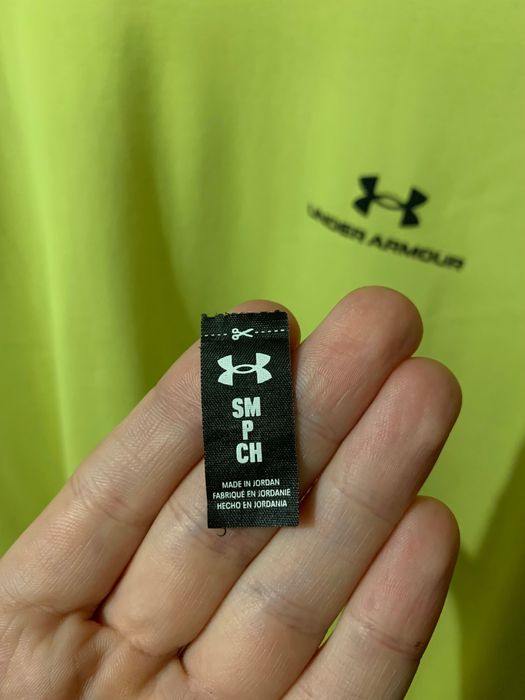 UNDER ARMOUR
SM
P
CH
MADE IN JORDAN
FABRIQUÉ EN JORDANIE
HECHO EN JORDANIA